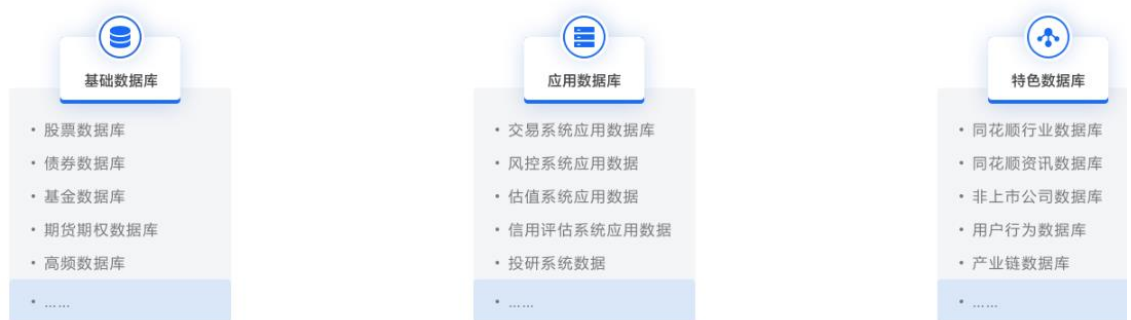 基础数据库
• 股票数据库
• 债券数据库
• 基金数据库
• 期货期权数据库
• 高频数据库
• ......
应用数据库
• 交易系统应用数据库
• 风控系统应用数据
• 估值系统应用数据
• 信用评估系统应用数据
• 投研系统数据
• ......
特色数据库
• 同花顺行业数据库
• 同花顺资讯数据库
• 非上市公司数据库
• 用户行为数据库
• 产业链数据库
• ......